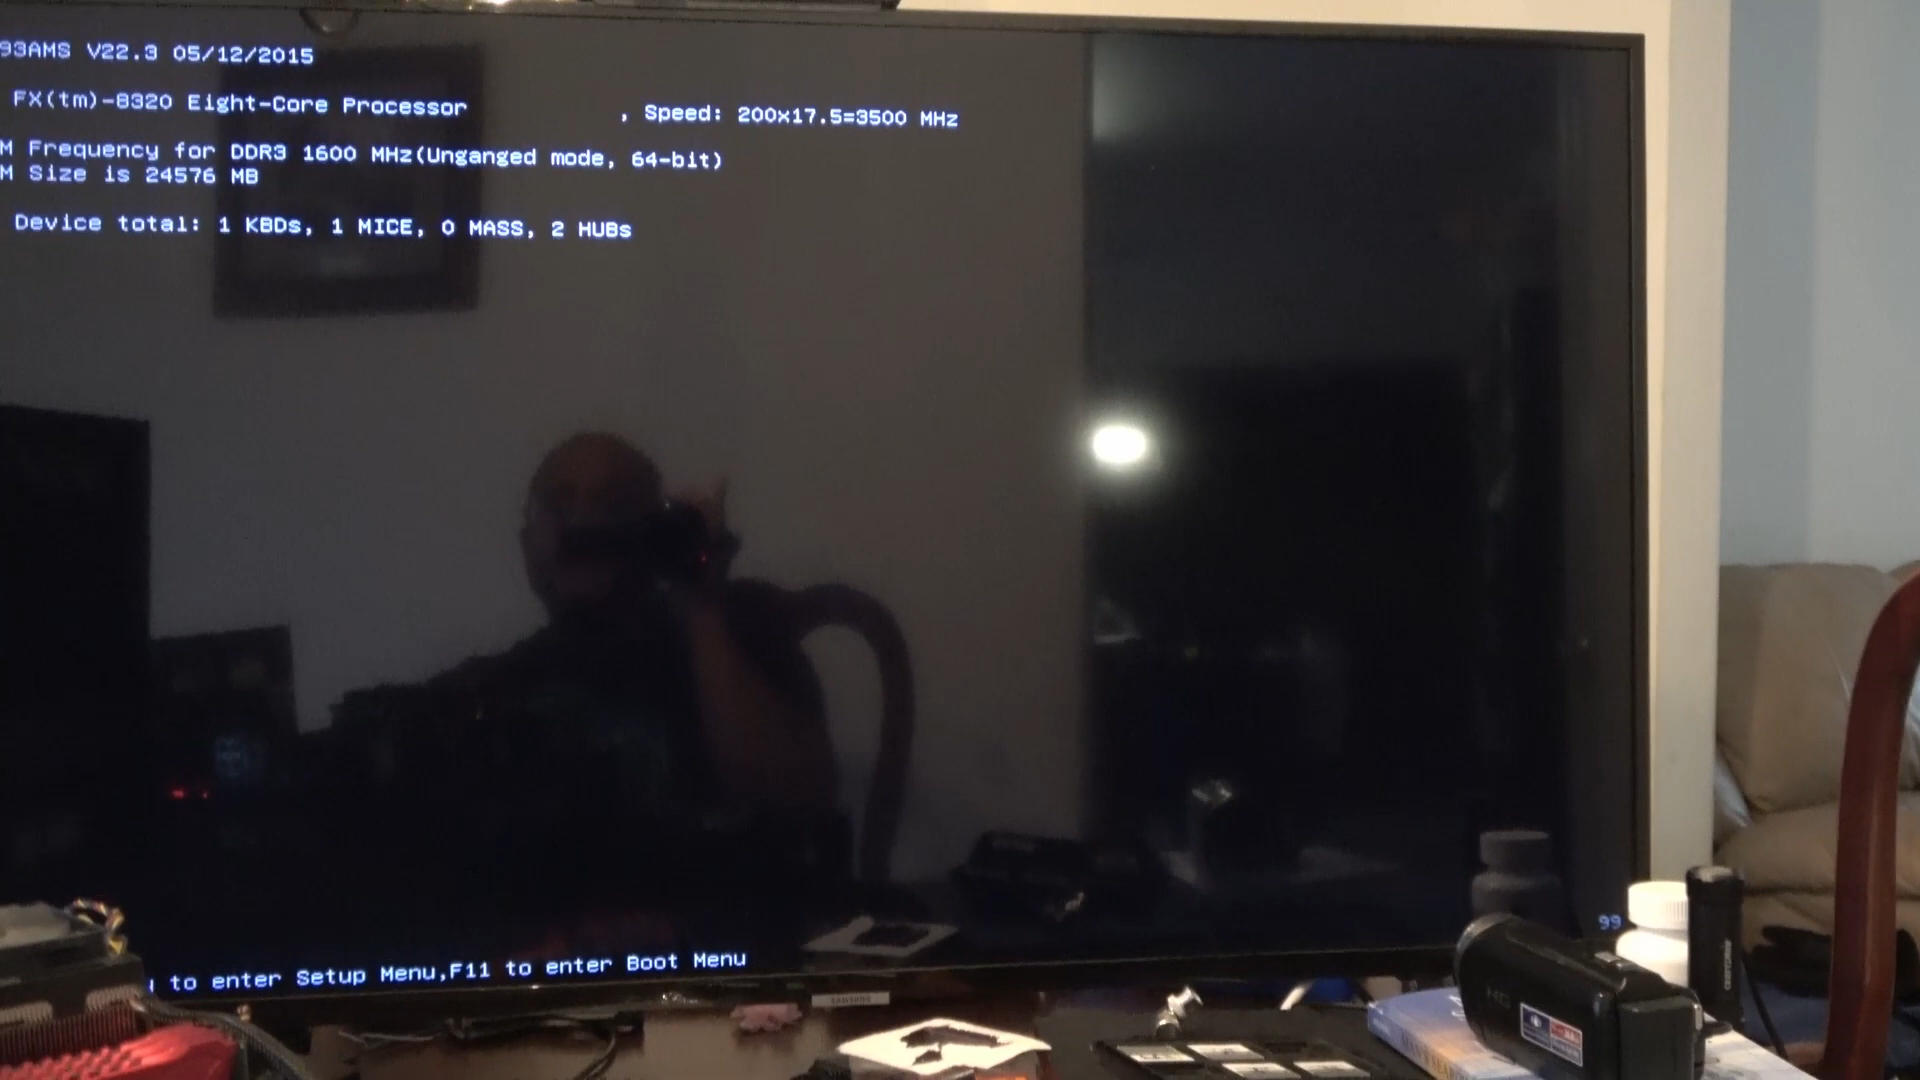 93AMS V22.3 05/12/2015
FX(tm)-8320 Eight-Core Processor , Speed: 200x17.5=3500 MHz
M Frequency for DDR3 1600 MHz(Unganged mode, 64-bit)
M Size is 24576 MB
Device total: 1 KBDs, 1 MICE, 0 MASS, 2 HUBs
99
to enter Setup Menu,F11 to enter Boot Menu
SAMSUNG
HD